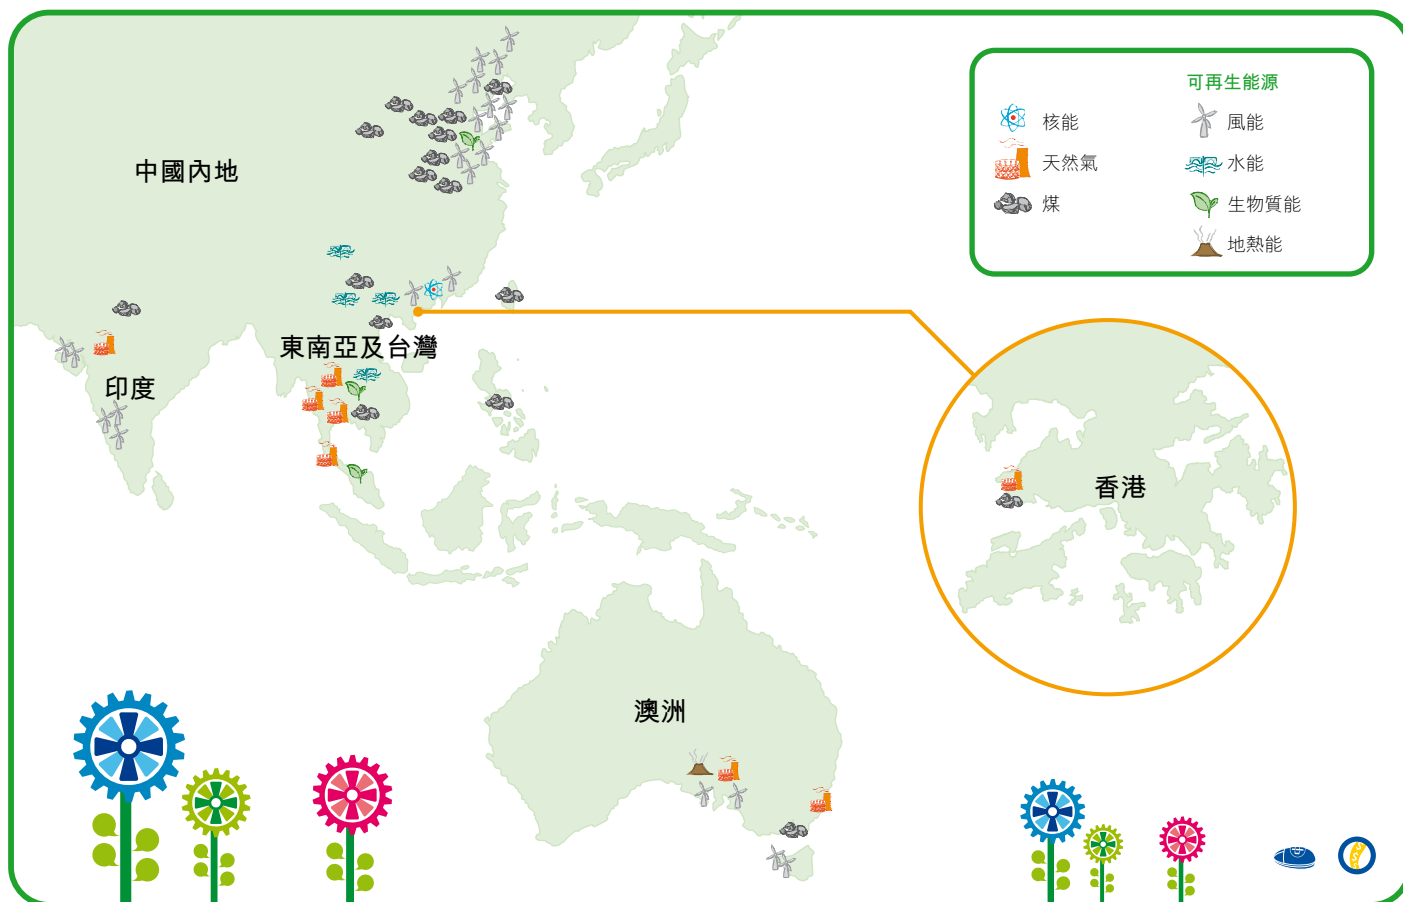 可再生能源
核能
風能
天然氣
水能
煤
生物質能
地熱能
中國內地
東南亞及台灣
印度
香港
澳洲